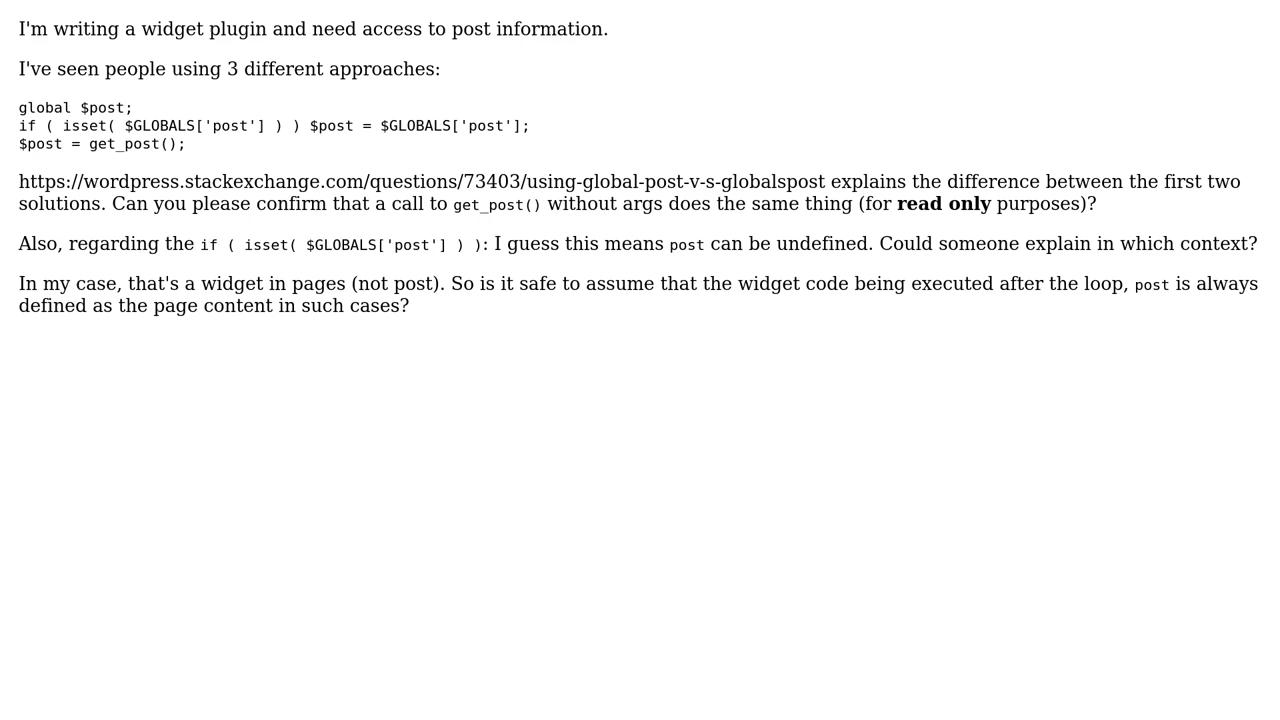 I'm writing a widget plugin and need access to post information.
I've seen people using 3 different approaches:
global $post;
if ( isset( $GLOBALS['post'] ) ) $post = $GLOBALS['post'];
$post = get_post();
https://wordpress.stackexchange.com/questions/73403/using-global-post-v-s-globalspost explains the difference between the first two
solutions. Can you please confirm that a call to get_post() without args does the same thing (for read only purposes)?
Also, regarding the if ( isset( $GLOBALS['post'] ) ): I guess this means post can be undefined. Could someone explain in which context?
In my case, that's a widget in pages (not post). So is it safe to assume that the widget code being executed after the loop, post is always
defined as the page content in such cases?